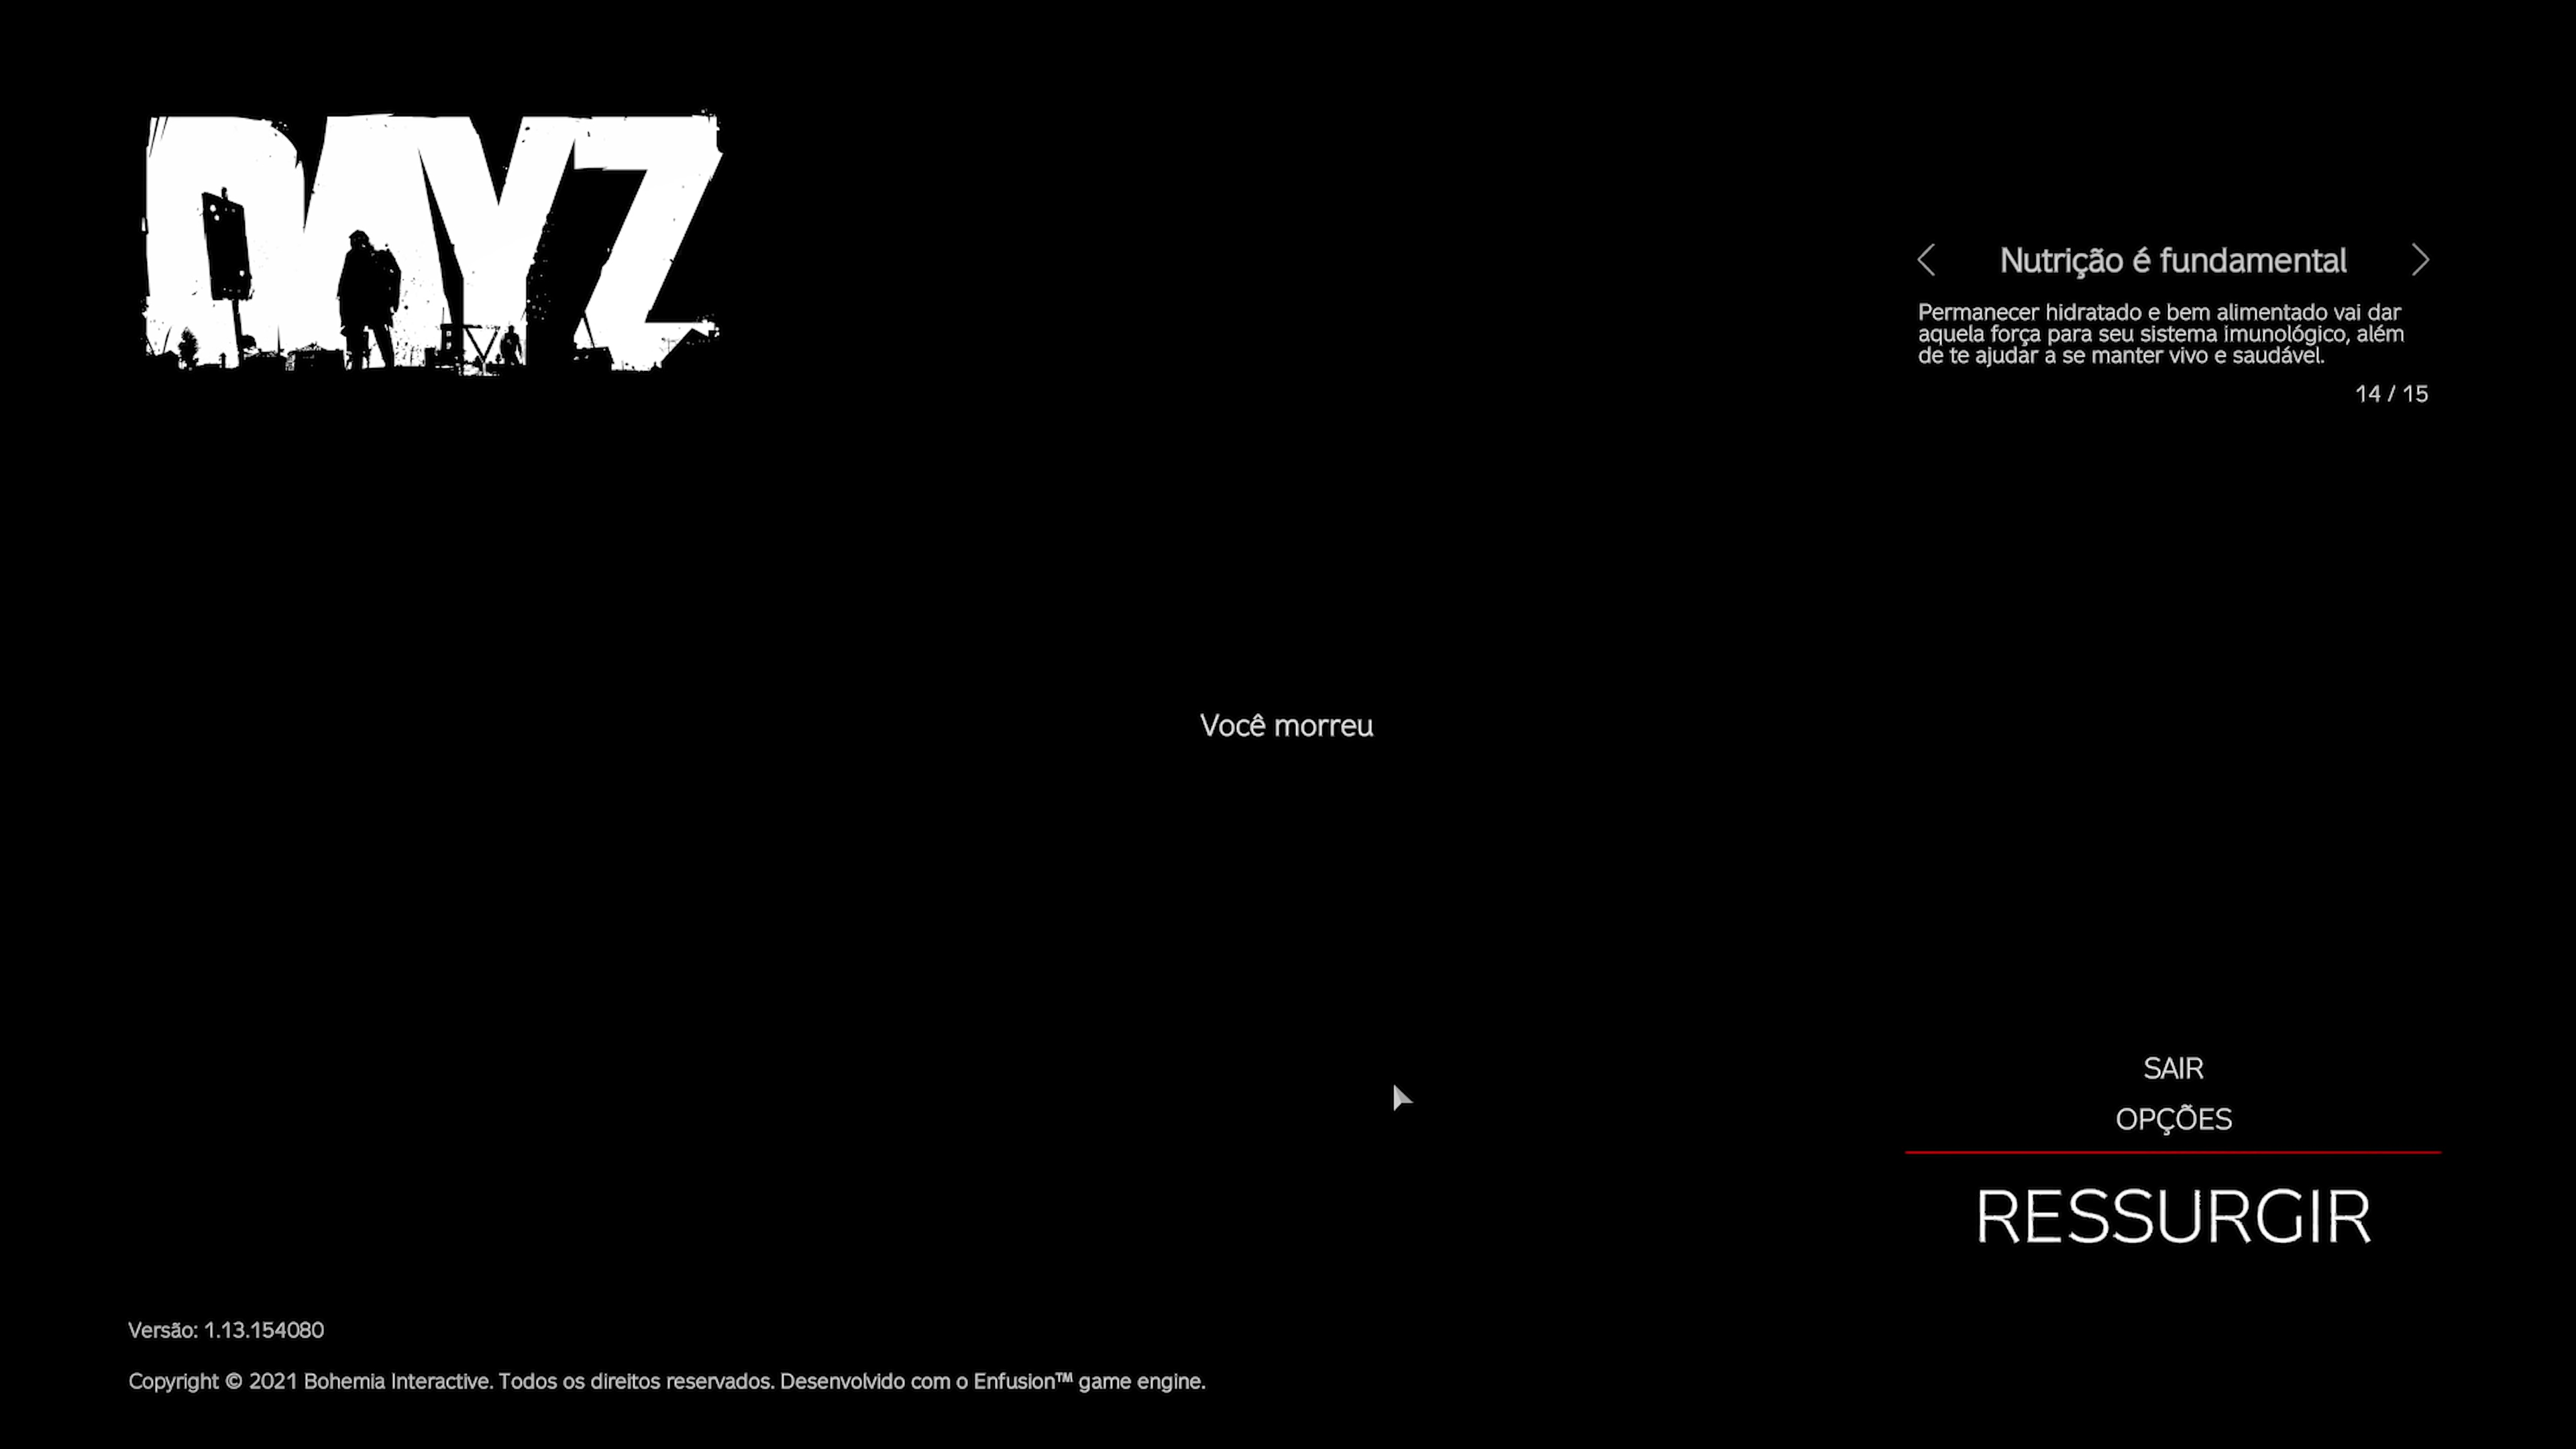 DAYZ
Nutrição é fundamental
Permanecer hidratado e bem alimentado vai dar
aquela força para seu sistema imunológico, além
de te ajudar a se manter vivo e saudável.
14 / 15
Você morreu
SAIR
OPÇÕES
RESSURGIR
Versão: 1.13.154080
Copyright © 2021 Bohemia Interactive. Todos os direitos reservados. Desenvolvido com o Enfusion™ game engine.